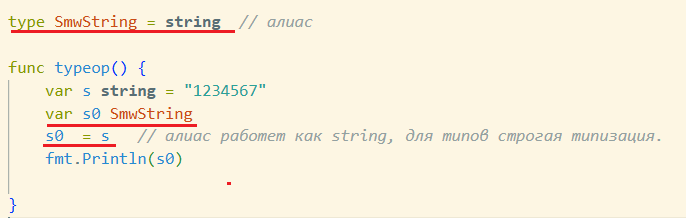 type SmwString = string  // алиас
func typeop() {
var s string = "1234567"
var s0 SmwString
s0  = s   // алиас работет как string, для типов строгая типизация.
fmt.Println(s0)
}